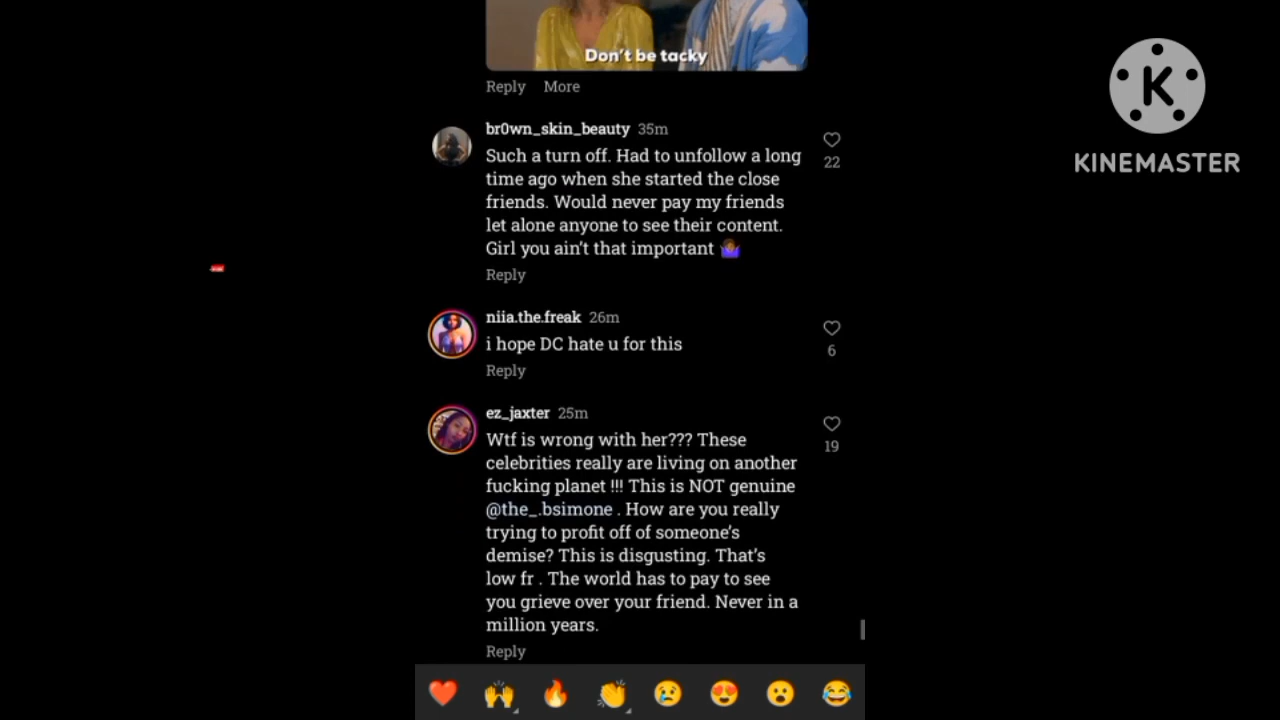 Don't be tacky
Reply More
br0wn_skin_beauty 35m
Such a turn off. Had to unfollow a long
time ago when she started the close
friends. Would never pay my friends
let alone anyone to see their content.
Girl you ain't that important 🤷🏾‍♀️
22
Reply
niia.the.freak 26m
i hope DC hate u for this
6
Reply
ez_jaxter 25m
Wtf is wrong with her??? These
celebrities really are living on another
fucking planet !!! This is NOT genuine
@the_.bsimone . How are you really
trying to profit off of someone's
demise? This is disgusting. That's
low fr . The world has to pay to see
you grieve over your friend. Never in a
million years.
19
Reply
K
KINEMASTER